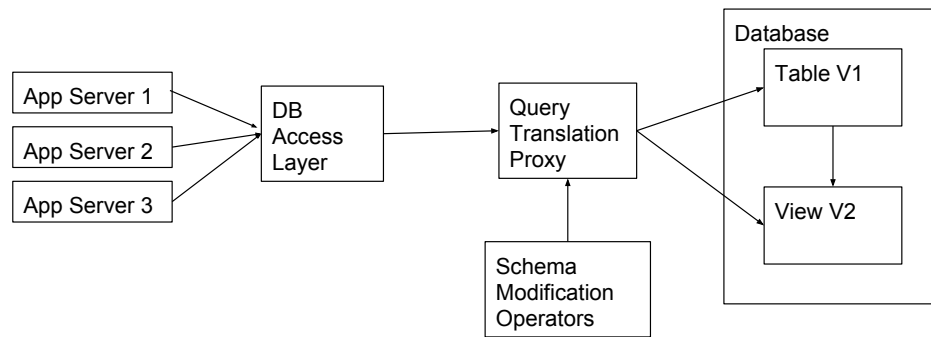 App Server 1
App Server 2
App Server 3
DB
Access
Layer
Query
Translation
Proxy
Schema
Modification
Operators
Database
Table V1
View V2